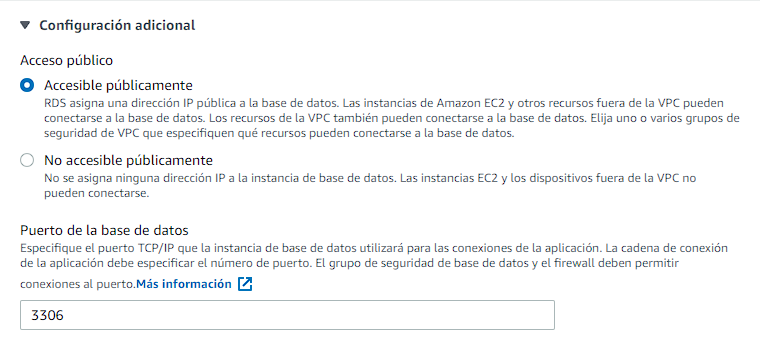 Configuración adicional
Acceso público
Accesible públicamente
RDS asigna una dirección IP pública a la base de datos. Las instancias de Amazon EC2 y otros recursos fuera de la VPC pueden
conectarse a la base de datos. Los recursos de la VPC también pueden conectarse a la base de datos. Elija uno o varios grupos de
seguridad de VPC que especifiquen qué recursos pueden conectarse a la base de datos.
No accesible públicamente
No se asigna ninguna dirección IP a la instancia de base de datos. Las instancias EC2 y los dispositivos fuera de la VPC no
pueden conectarse.
Puerto de la base de datos
Especifique el puerto TCP/IP que la instancia de base de datos utilizará para las conexiones de la aplicación. La cadena de conexión
de la aplicación debe especificar el número de puerto. El grupo de seguridad de base de datos y el firewall deben permitir
conexiones al puerto.Más información
3306